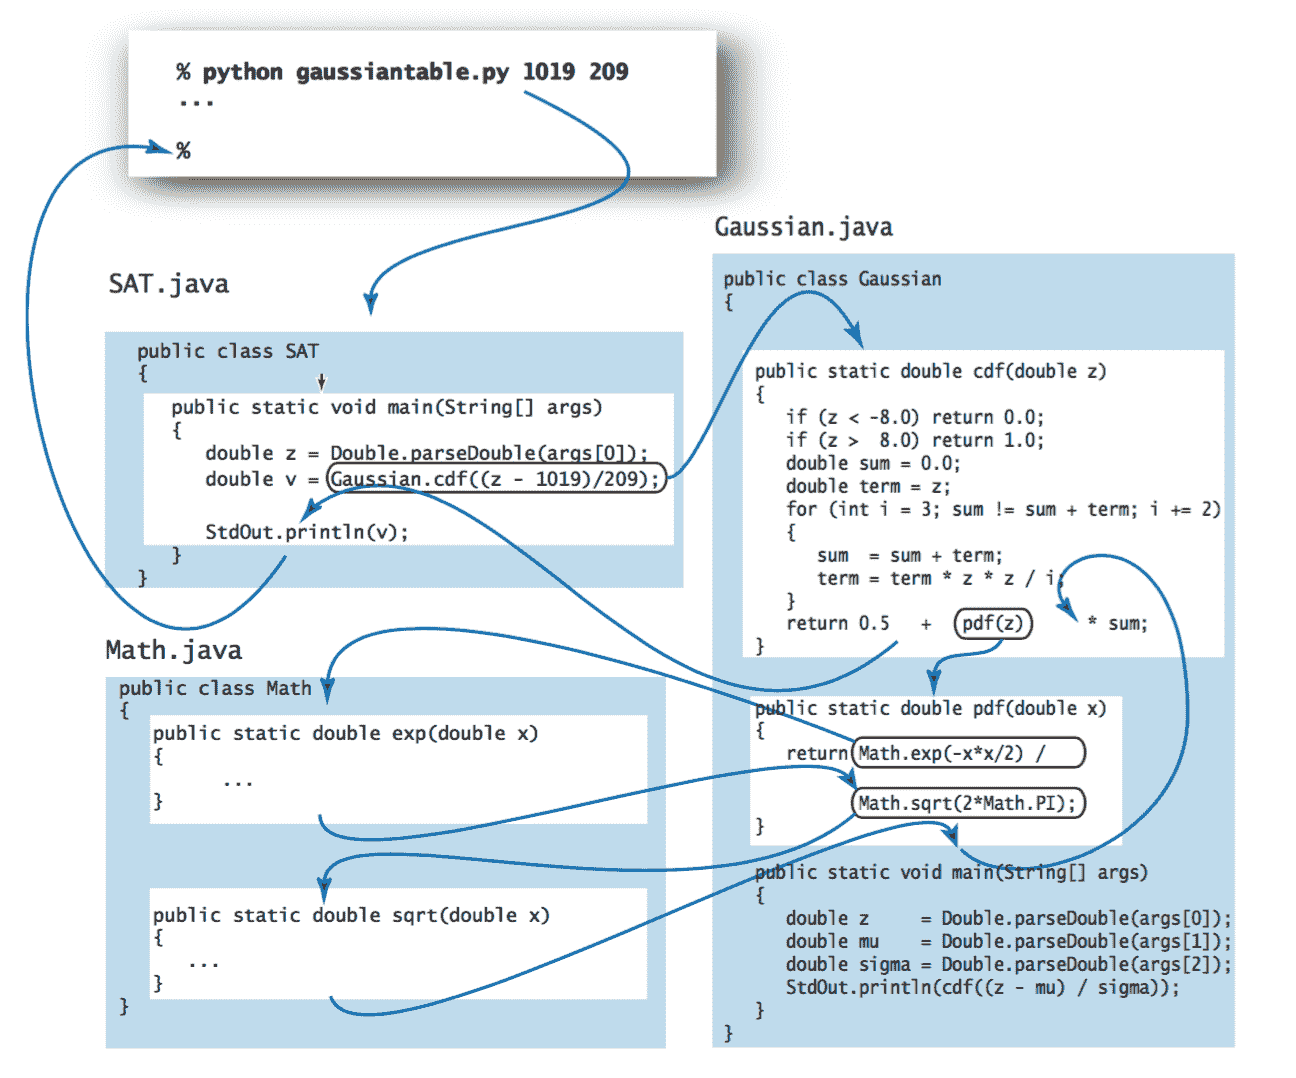 % python gaussiantable.py 1019 209
...
%
SAT.java
public class SAT
{
public static void main(String[] args)
{
double z = Double.parseDouble(args[0]);
double v = Gaussian.cdf((z - 1019)/209);
StdOut.println(v);
}
}
Math.java
public class Math
{
public static double exp(double x)
{
...
}
public static double sqrt(double x)
{
...
}
}
Gaussian.java
public class Gaussian
{
public static double cdf(double z)
{
if (z < -8.0) return 0.0;
if (z >  8.0) return 1.0;
double sum = 0.0;
double term = z;
for (int i = 3; sum != sum + term; i += 2)
{
sum  = sum + term;
term = term * z * z / i;
}
return 0.5 + pdf(z) * sum;
}
public static double pdf(double x)
{
return Math.exp(-x*x/2) /
Math.sqrt(2*Math.PI);
}
public static void main(String[] args)
{
double z     = Double.parseDouble(args[0]);
double mu    = Double.parseDouble(args[1]);
double sigma = Double.parseDouble(args[2]);
StdOut.println(cdf((z - mu) / sigma));
}
}